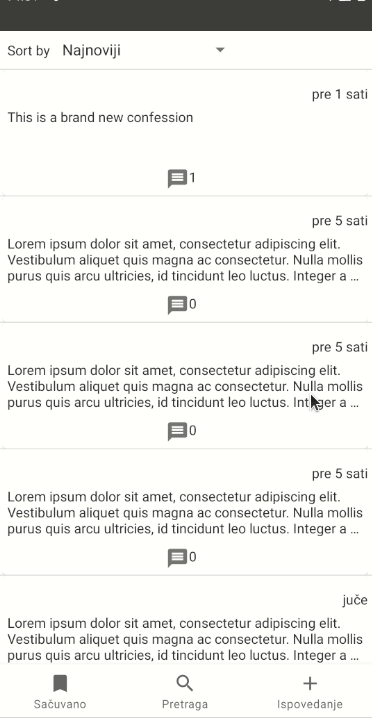 Sort by Najnoviji
pre 1 sati
This is a brand new confession
1
pre 5 sati
Lorem ipsum dolor sit amet, consectetur adipiscing elit.
Vestibulum aliquet quis magna ac consectetur. Nulla mollis
purus quis arcu ultricies, id tincidunt leo luctus. Integer a ...
0
pre 5 sati
Lorem ipsum dolor sit amet, consectetur adipiscing elit.
Vestibulum aliquet quis magna ac consectetur. Nulla mollis
purus quis arcu ultricies, id tincidunt leo luctus. Integer a ...
0
pre 5 sati
Lorem ipsum dolor sit amet, consectetur adipiscing elit.
Vestibulum aliquet quis magna ac consectetur. Nulla mollis
purus quis arcu ultricies, id tincidunt leo luctus. Integer a ...
0
juče
Lorem ipsum dolor sit amet, consectetur adipiscing elit.
Vestibulum aliquet quis magna ac consectetur. Nulla mollis
purus quis arcu ultricies, id tincidunt leo luctus. Integer a ...
Sačuvano Pretraga Ispovedanje